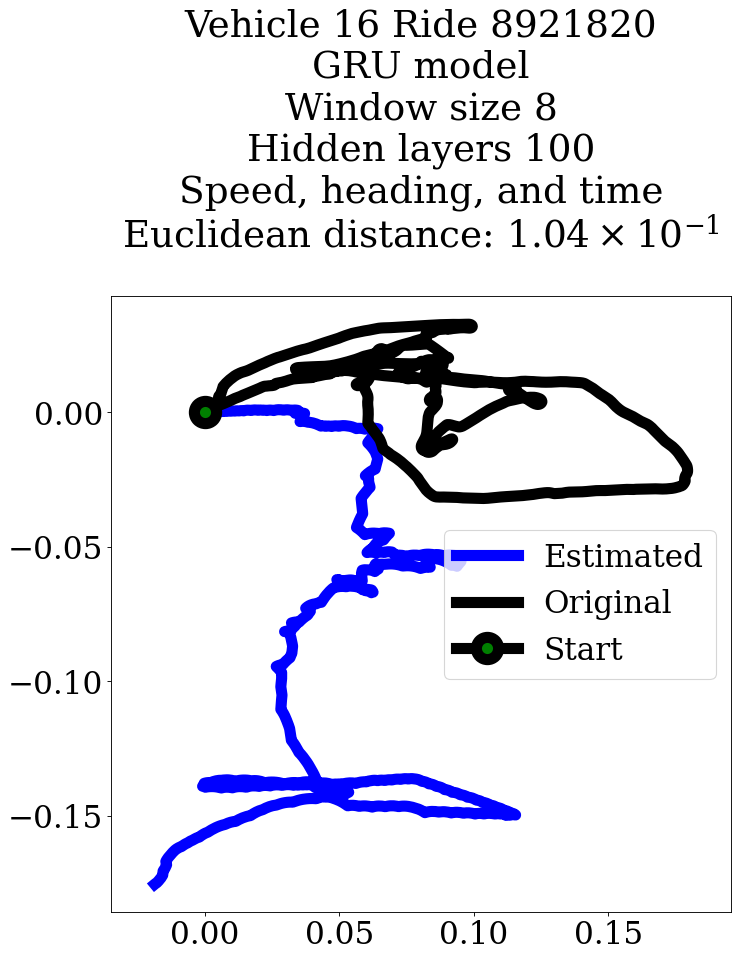 Vehicle 16 Ride 8921820
GRU model
Window size 8
Hidden layers 100
Speed, heading, and time
Euclidean distance: 1.04 × 10⁻¹
0.00
−0.05
−0.10
−0.15
Estimated
Original
Start
0.00 0.05 0.10 0.15